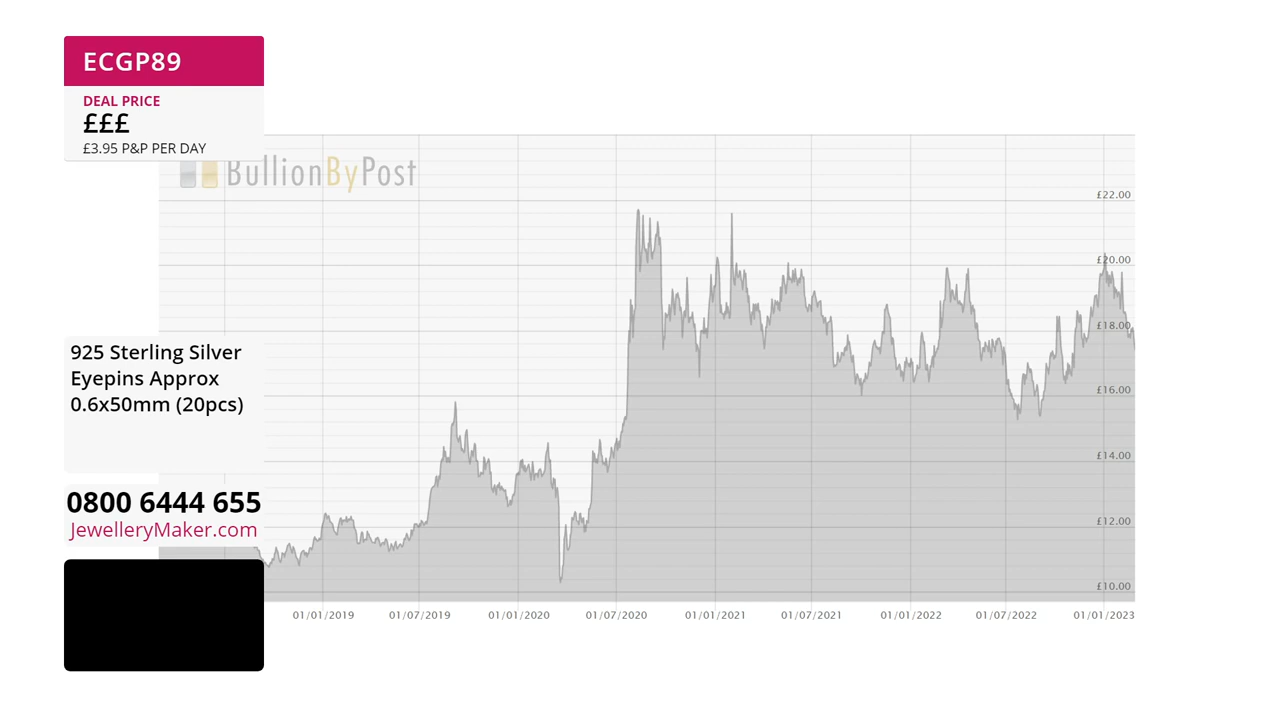 ECGP89
DEAL PRICE
£££
£3.95 P&P PER DAY
BullionByPost
£22.00
£20.00
£18.00
925 Sterling Silver
Eyepins Approx
0.6x50mm (20pcs)
£16.00
£14.00
0800 6444 655
JewelleryMaker.com
£12.00
£10.00
01/01/2019 01/07/2019 01/01/2020 01/07/2020 01/01/2021 01/07/2021 01/01/2022 01/07/2022 01/01/2023